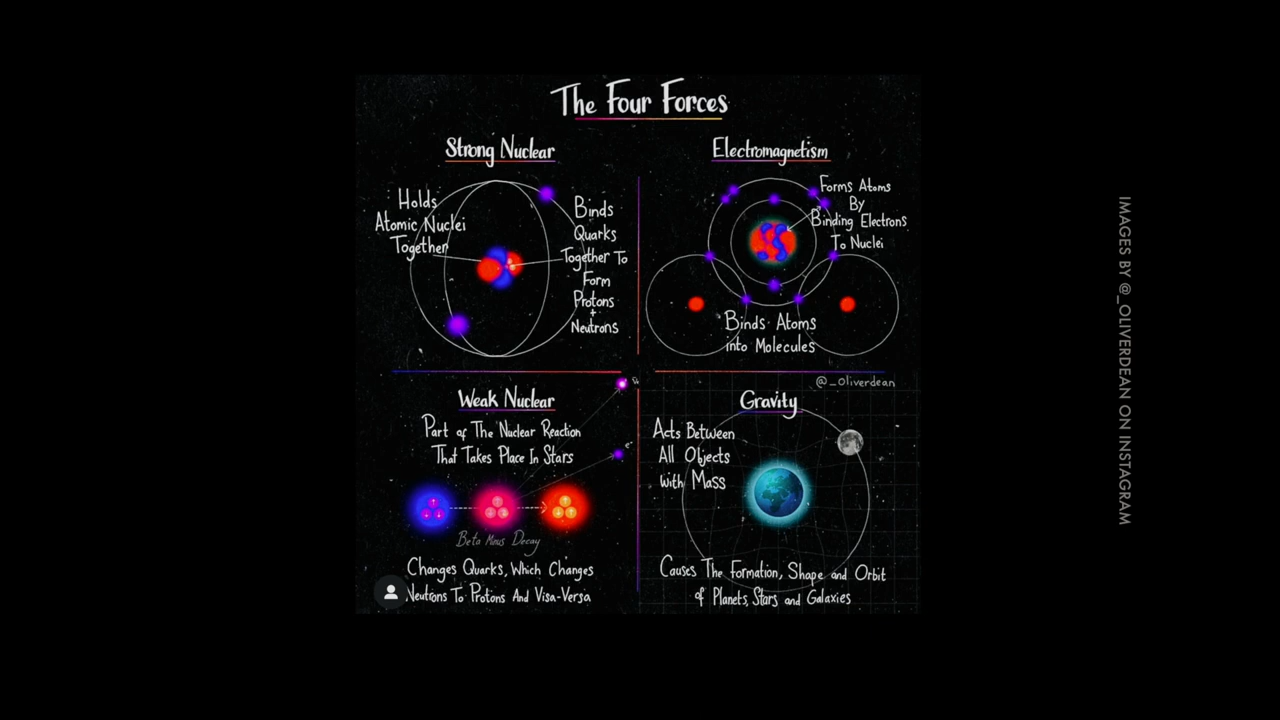 The Four Forces
Strong Nuclear
Holds
Atomic Nuclei
Together
Binds
Quarks
Together To
Form
Protons
+
Neutrons
Electromagnetism
Forms Atoms
By
Binding Electrons
To Nuclei
Binds Atoms
into Molecules
Weak Nuclear
Part of The Nuclear Reaction
That Takes Place In Stars
e⁻
Beta Minus Decay
Changes Quarks, Which Changes
Neutrons To Protons And Visa-Versa
@_oliverdean
Gravity
Acts Between
All Objects
With Mass
Causes The Formation, Shape and Orbit
of Planets, Stars and Galaxies
IMAGES BY @_OLIVERDEAN ON INSTAGRAM